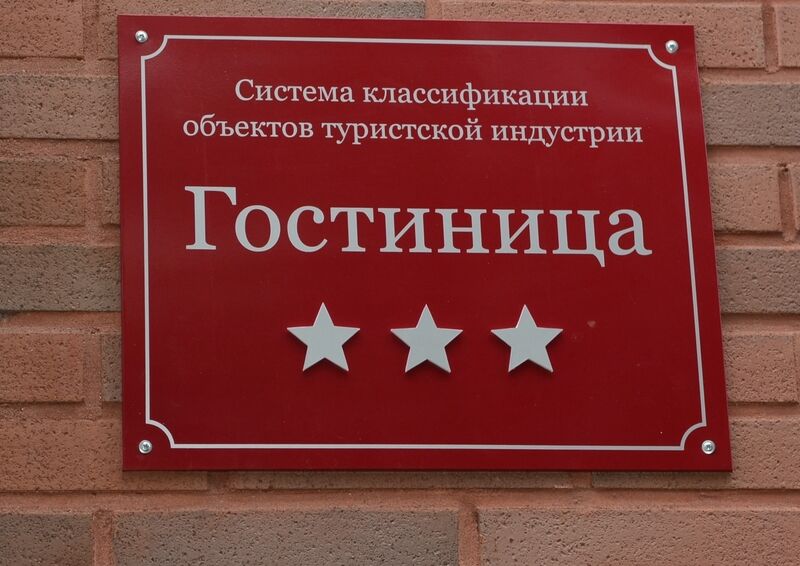 Система классификации
объектов туристской индустрии
Гостиница